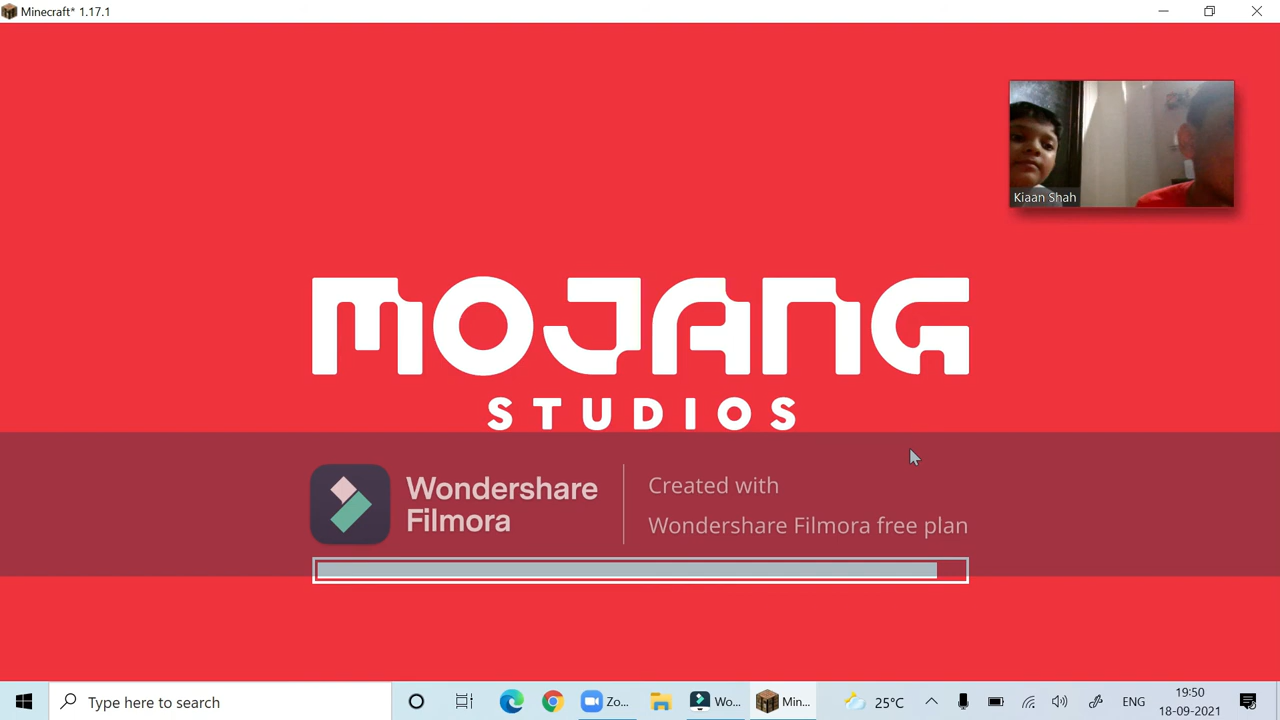 Minecraft* 1.17.1
Kiaan Shah
MOJANG
STUDIOS
Wondershare
Filmora
Created with
Wondershare Filmora free plan
Type here to search
Zo...
Wo...
Min...
25°C
ENG
19:50
18-09-2021